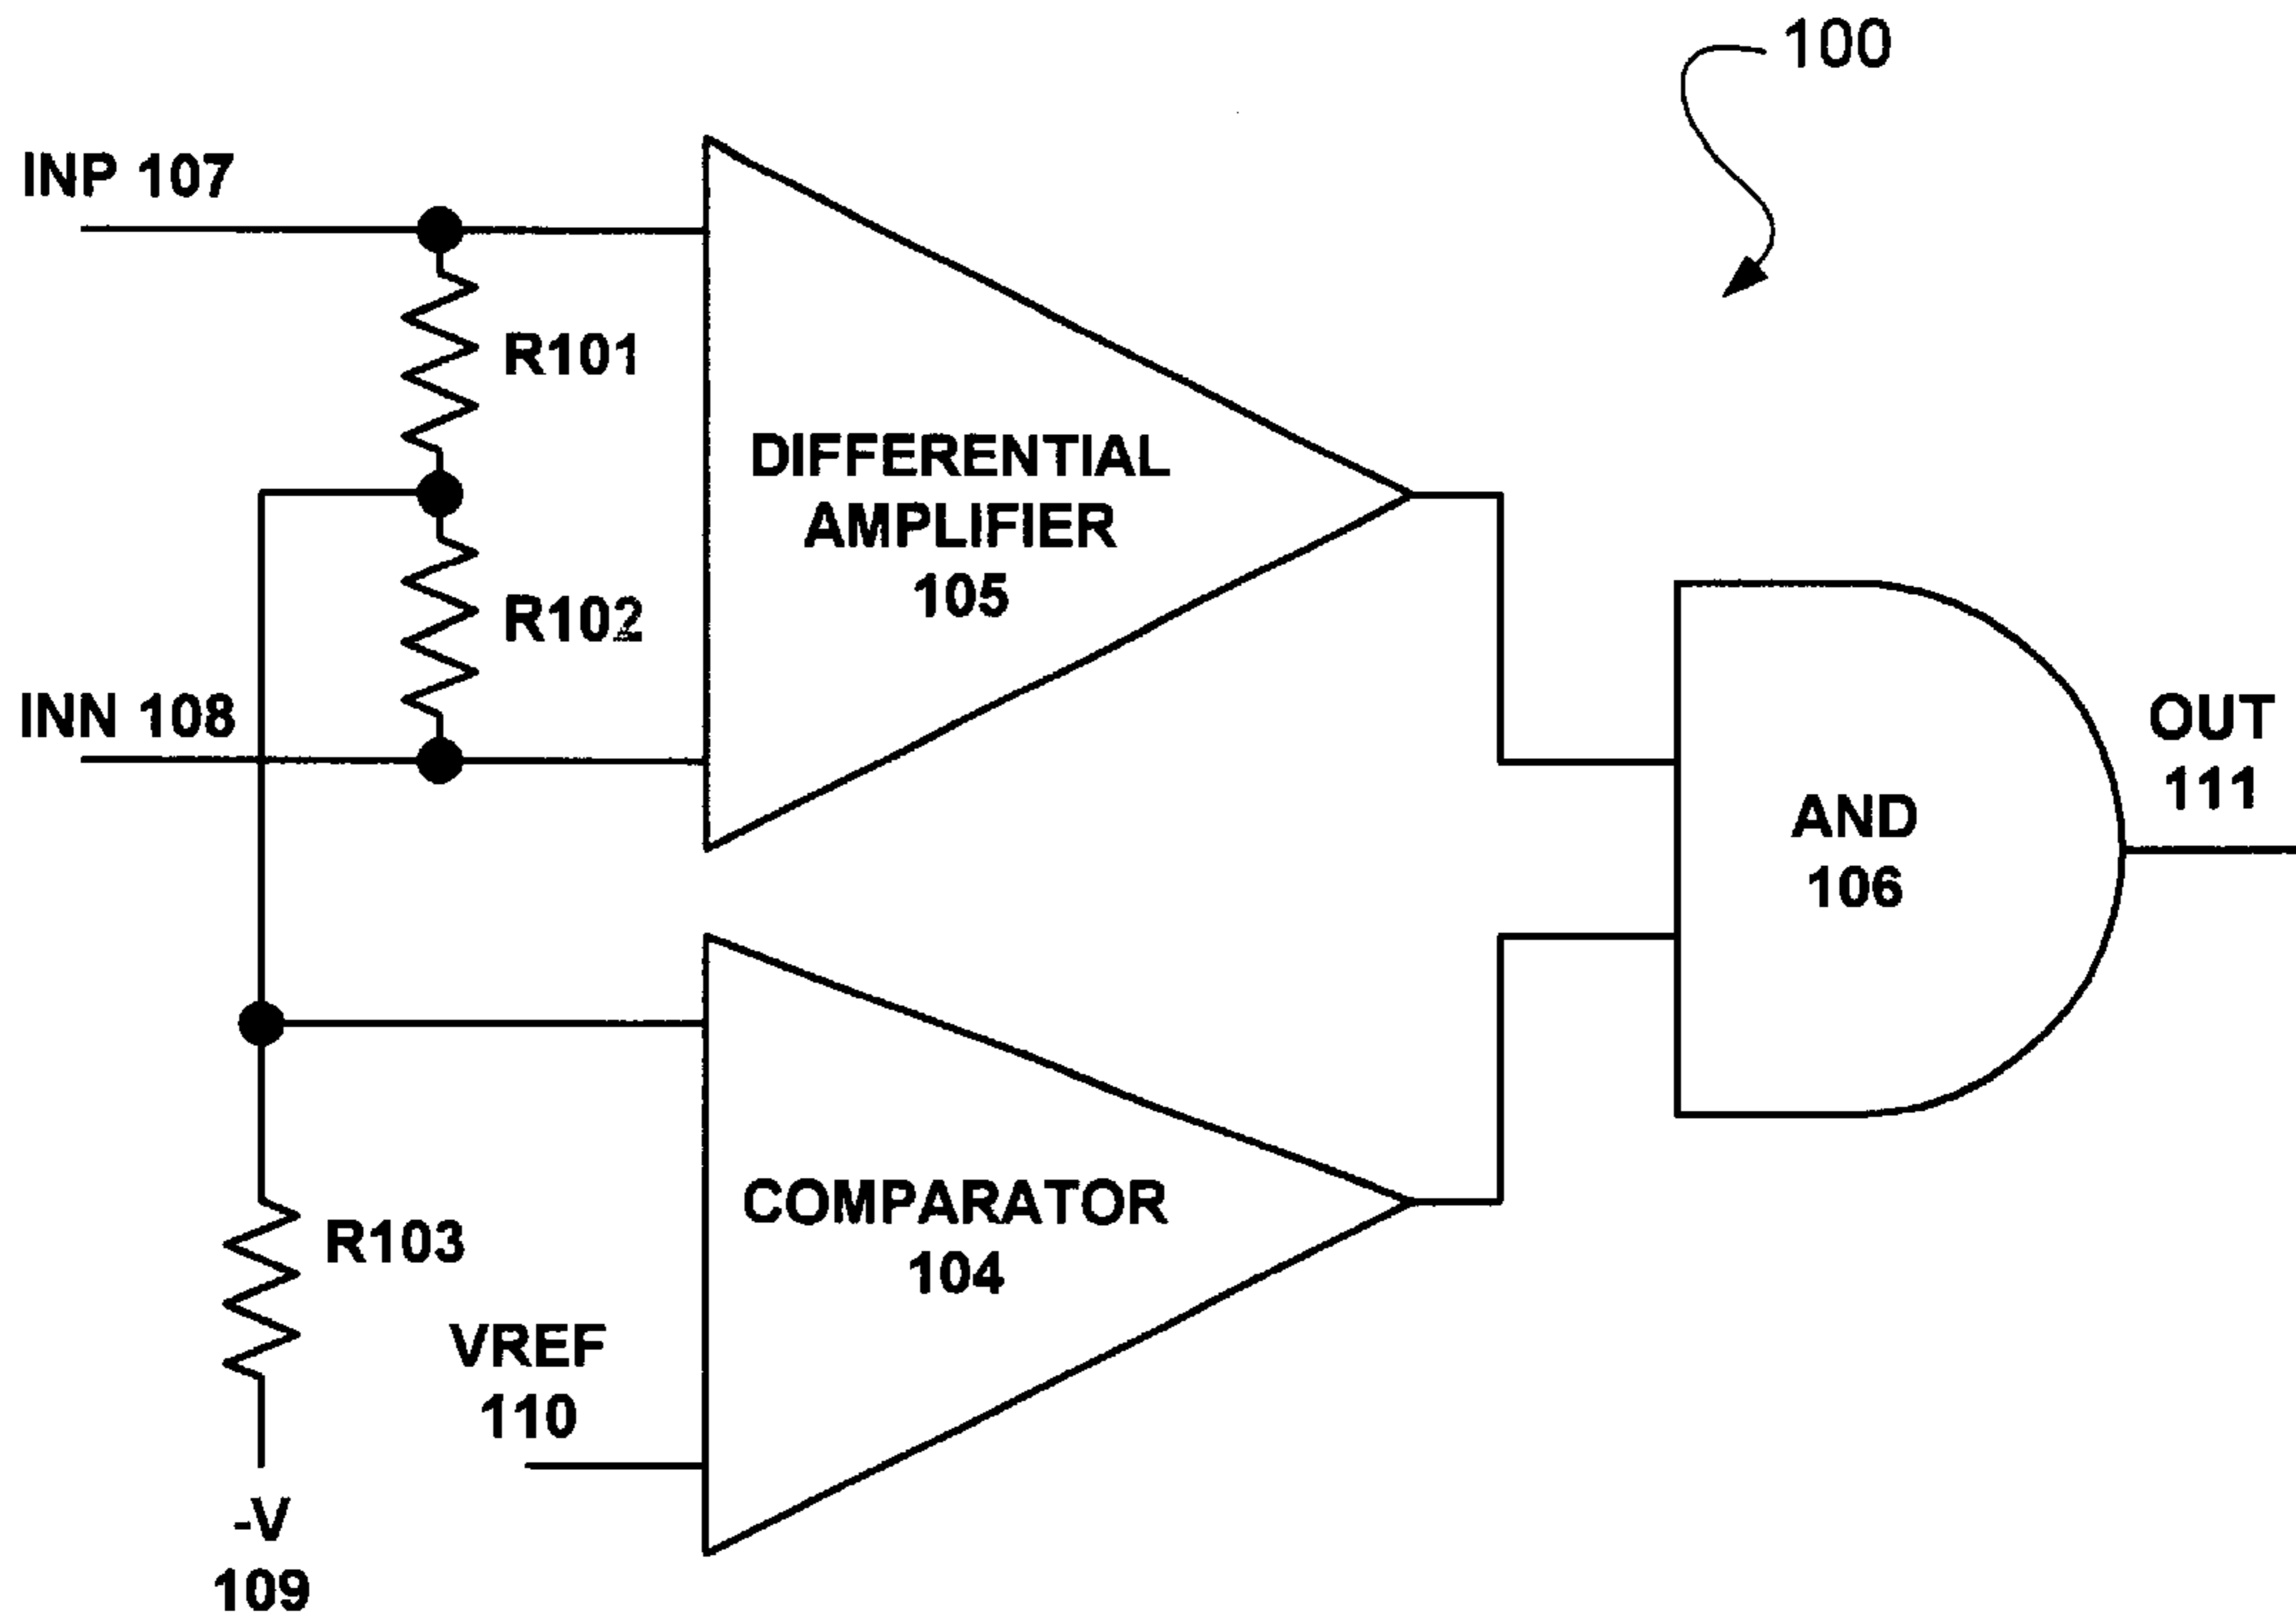 100
INP 107
R101
DIFFERENTIAL
AMPLIFIER
105
R102
INN 108
OUT
111
AND
106
COMPARATOR
104
R103
VREF
110
-V
109